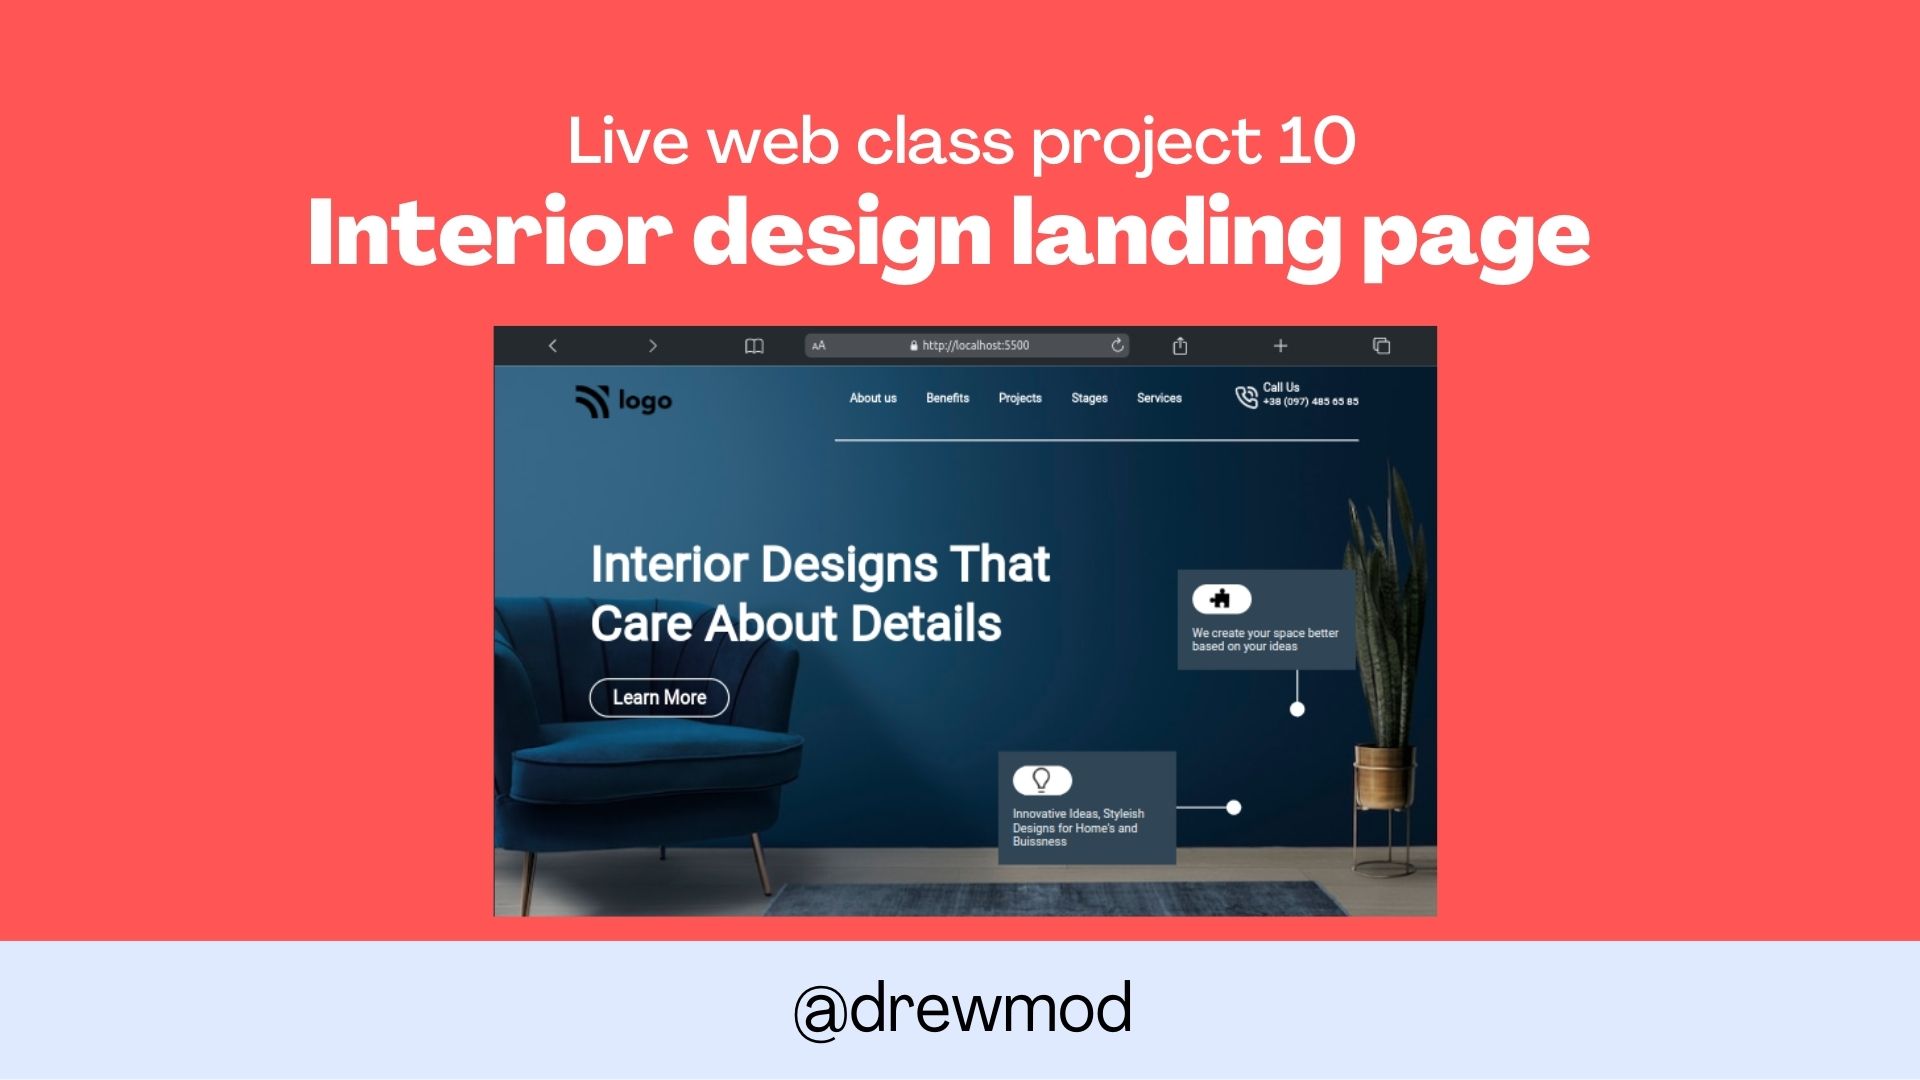 Live web class project 10
Interior design landing page
AA
http://localhost:5500
logo
About us
Benefits
Projects
Stages
Services
Call Us
+38 (097) 485 65 85
Interior Designs That
Care About Details
Learn More
We create your space better
based on your ideas
Innovative Ideas, Styleish
Designs for Home's and
Buissness
@drewmod